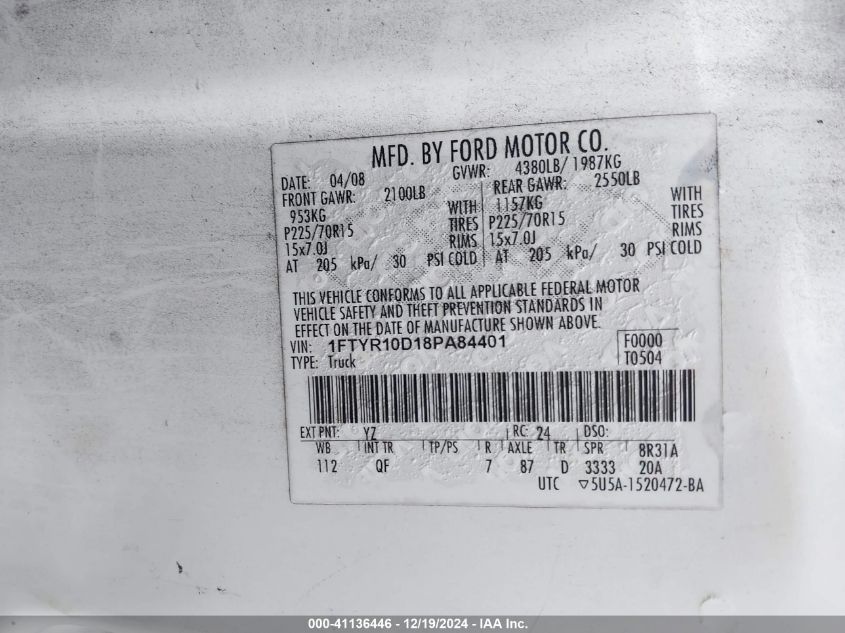 MFD. BY FORD MOTOR CO.
DATE: 04/08 GVWR: 4380LB/ 1987KG
FRONT GAWR: 2100LB REAR GAWR: 2550LB
953KG WITH 1157KG WITH
P225/70R15 TIRES P225/70R15 TIRES
15x7.0J RIMS 15x7.0J RIMS
AT 205 kPa/ 30 PSI COLD AT 205 kPa/ 30 PSI COLD
THIS VEHICLE CONFORMS TO ALL APPLICABLE FEDERAL MOTOR
VEHICLE SAFETY AND THEFT PREVENTION STANDARDS IN
EFFECT ON THE DATE OF MANUFACTURE SHOWN ABOVE.
VIN: 1FTYR10D18PA84401 F0000
TYPE: Truck T0504
EXT PNT: YZ RC: 24 DSO:
WB INT TR TP/PS R AXLE TR SPR 8R31A
112 QF 7 87 D 3333 20A
UTC ▽5U5A-1520472-BA
000-41136446 - 12/19/2024 - IAA Inc.